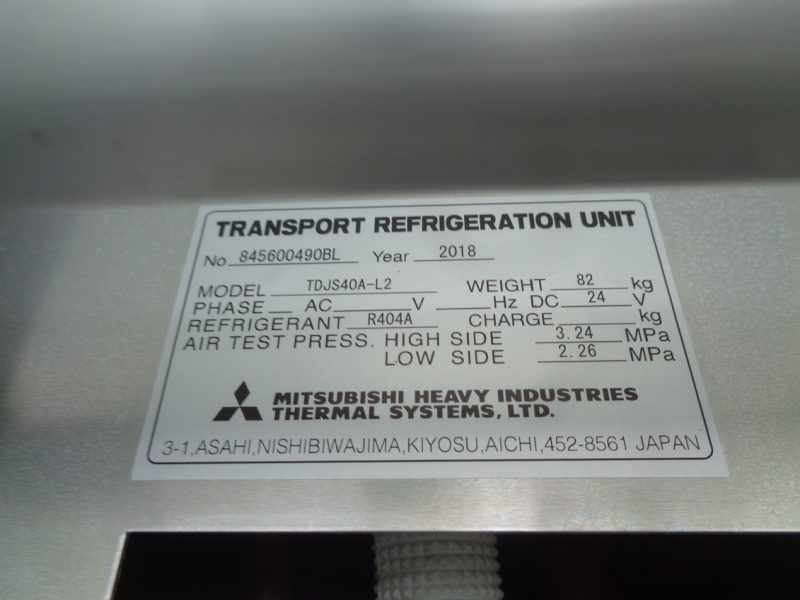 TRANSPORT REFRIGERATION UNIT
No 845600490BL Year 2018
MODEL TDJS40A-L2 WEIGHT 82 kg
PHASE AC V Hz DC 24 V
REFRIGERANT R404A CHARGE kg
AIR TEST PRESS. HIGH SIDE 3.24 MPa
LOW SIDE 2.26 MPa
MITSUBISHI HEAVY INDUSTRIES
THERMAL SYSTEMS, LTD.
3-1,ASAHI,NISHIBIWAJIMA,KIYOSU,AICHI,452-8561 JAPAN